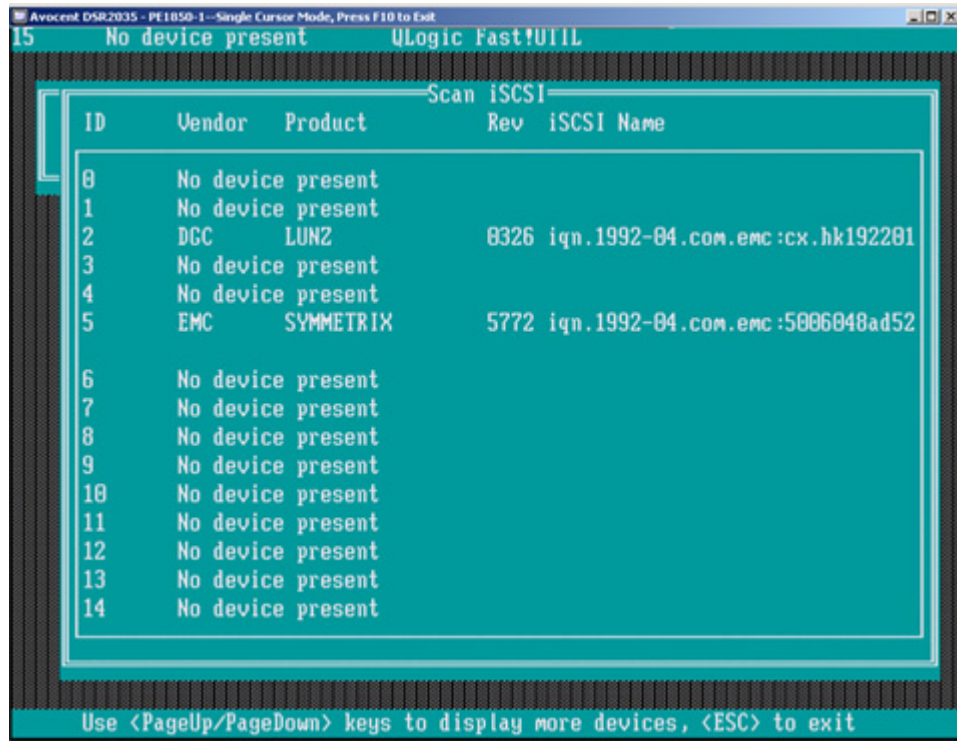 Avocent DSR2035 - PE1850-1--Single Cursor Mode, Press F10 to Exit
15 No device present QLogic Fast!UTIL
Scan iSCSI
ID Vendor Product Rev iSCSI Name
0 No device present
1 No device present
2 DGC LUNZ 0326 iqn.1992-04.com.emc:cx.hk192201
3 No device present
4 No device present
5 EMC SYMMETRIX 5772 iqn.1992-04.com.emc:5006048ad52
6 No device present
7 No device present
8 No device present
9 No device present
10 No device present
11 No device present
12 No device present
13 No device present
14 No device present
Use <PageUp/PageDown> keys to display more devices, <ESC> to exit